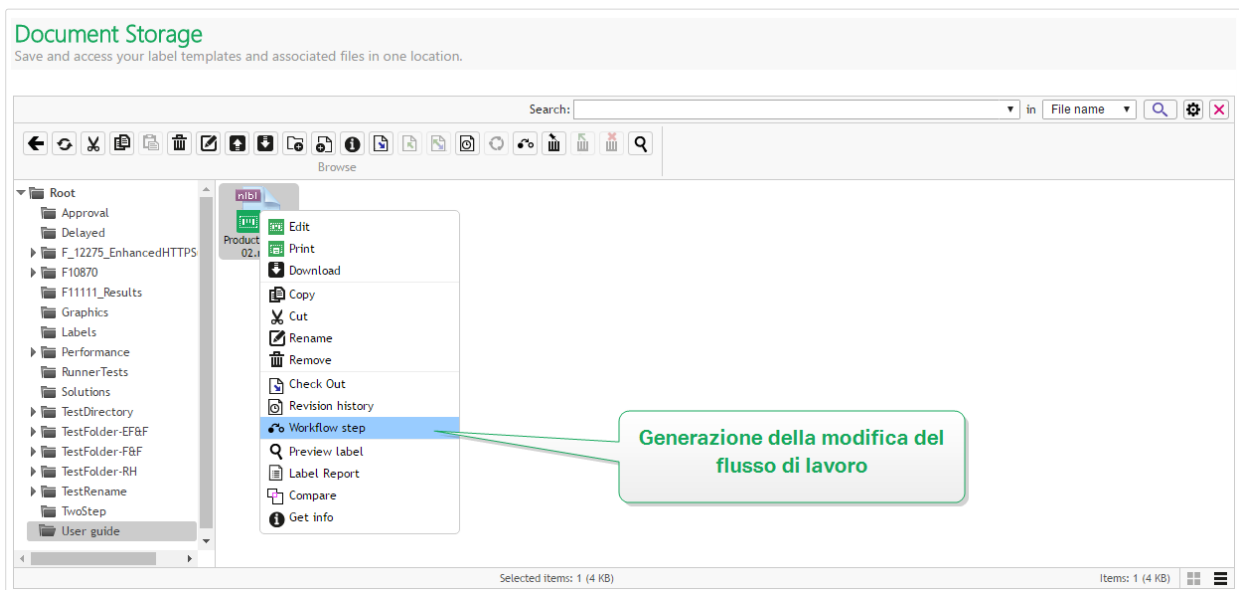 Document Storage
Save and access your label templates and associated files in one location.
Search:
in
File name
Browse
Root
Approval
Delayed
F_12275_EnhancedHTTPS
F10870
F11111_Results
Graphics
Labels
Performance
RunnerTests
Solutions
TestDirectory
TestFolder-EF&F
TestFolder-F&F
TestFolder-RH
TestRename
TwoStep
User guide
nlbl
Product
02.
Edit
Print
Download
Copy
Cut
Rename
Remove
Check Out
Revision history
Workflow step
Preview label
Label Report
Compare
Get info
Generazione della modifica del
flusso di lavoro
Selected items: 1 (4 KB)
Items: 1 (4 KB)